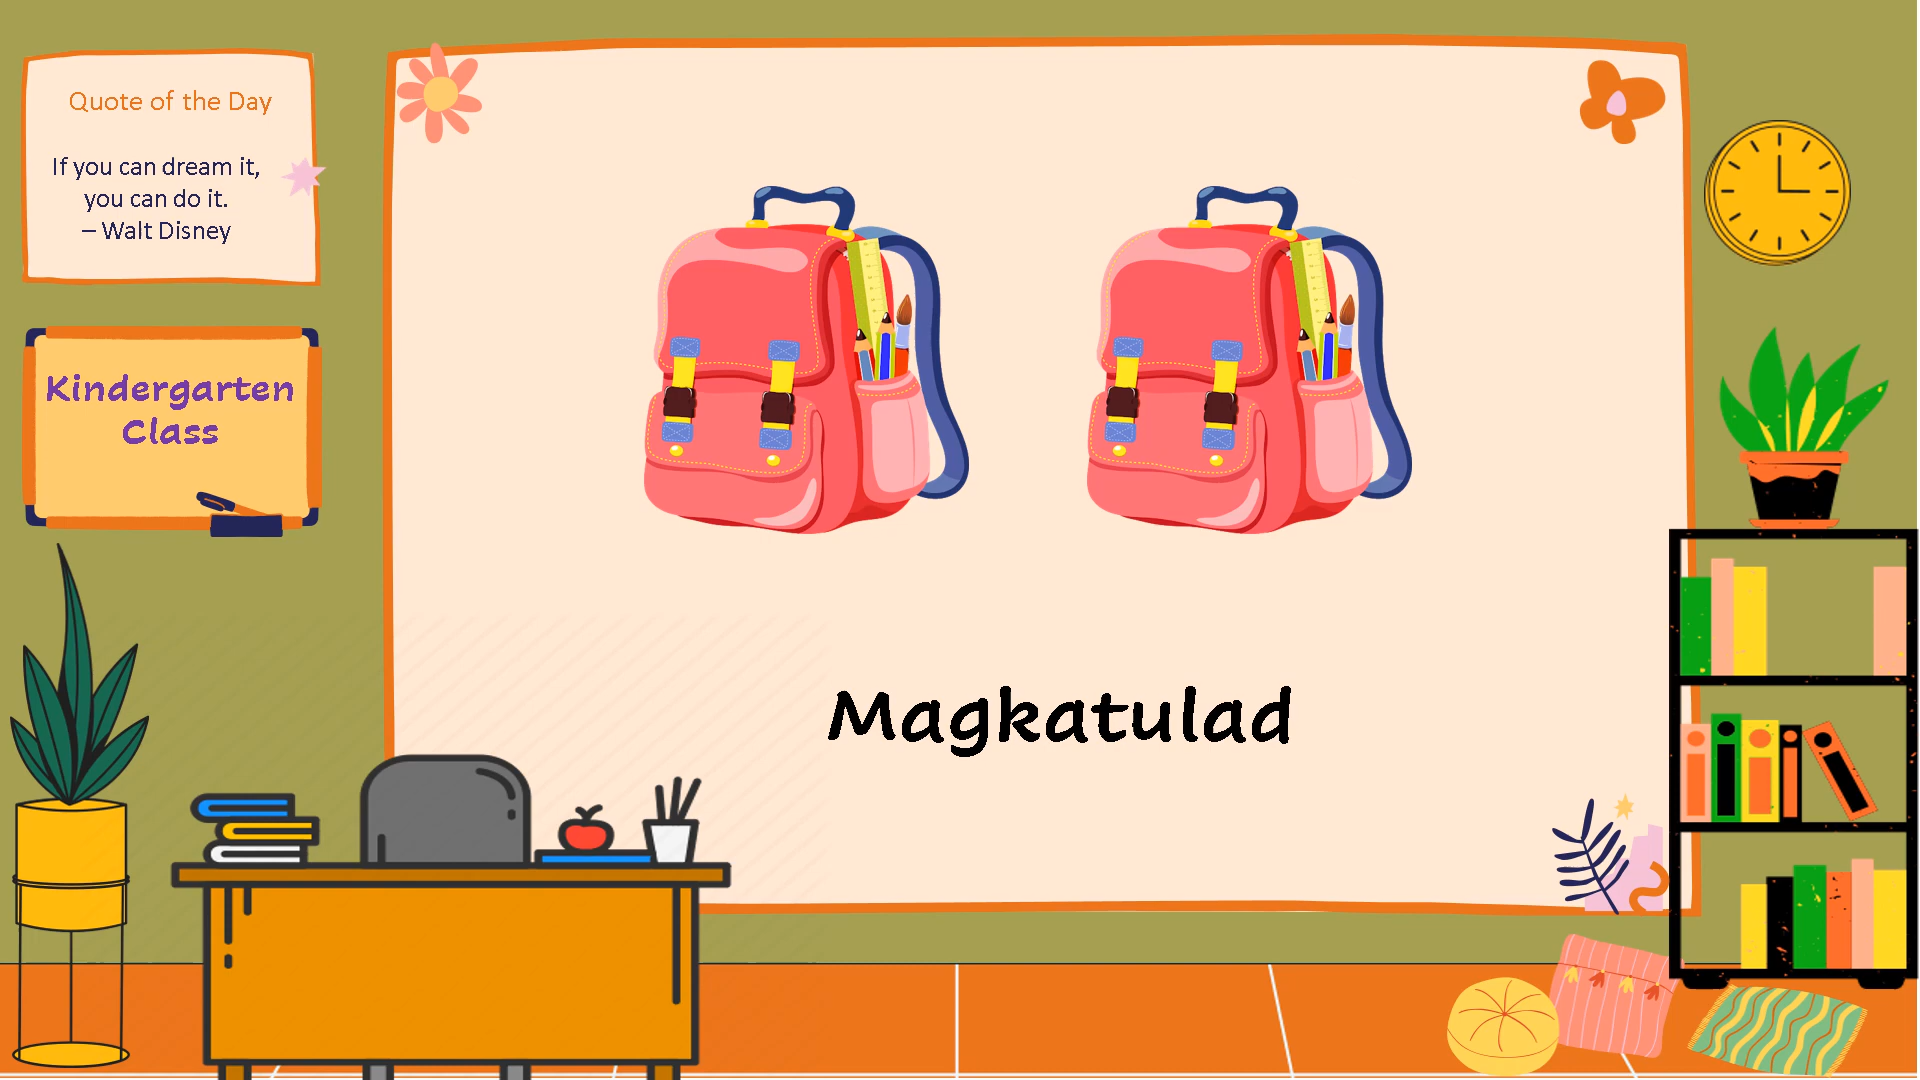 Quote of the Day
If you can dream it,
you can do it.
– Walt Disney
Kindergarten
Class
Magkatulad